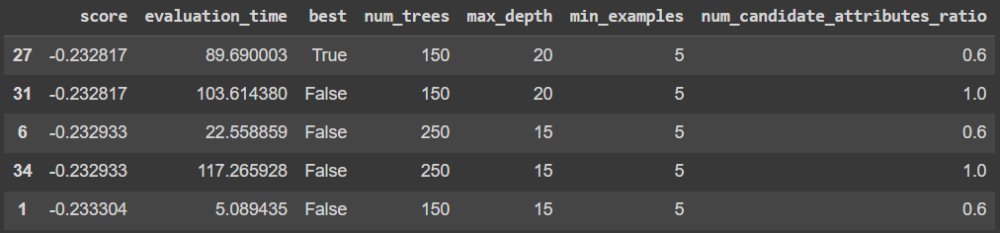 score evaluation_time best num_trees max_depth min_examples num_candidate_attributes_ratio
27 -0.232817 89.690003 True 150 20 5 0.6
31 -0.232817 103.614380 False 150 20 5 1.0
6 -0.232933 22.558859 False 250 15 5 0.6
34 -0.232933 117.265928 False 250 15 5 1.0
1 -0.233304 5.089435 False 150 15 5 0.6